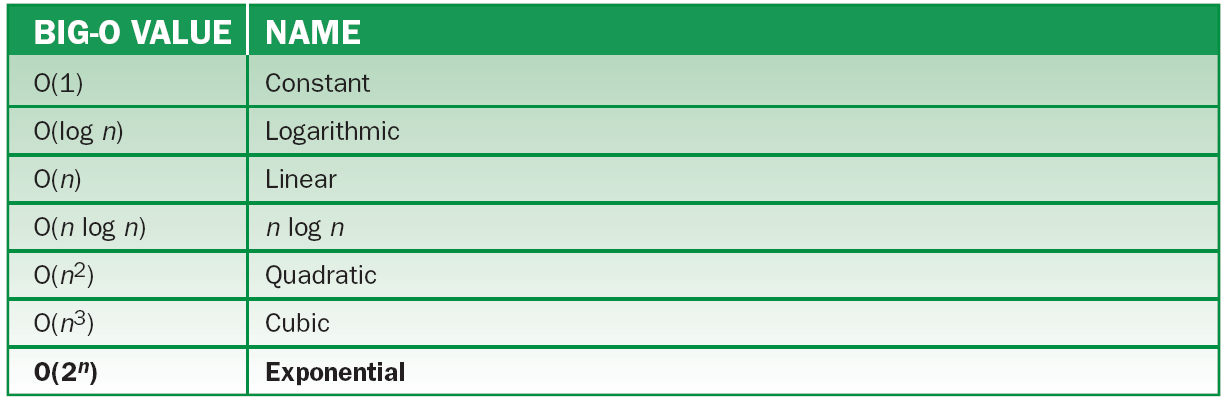 BIG-O VALUE NAME
O(1) Constant
O(log n) Logarithmic
O(n) Linear
O(n log n) n log n
O(n²) Quadratic
O(n³) Cubic
O(2ⁿ) Exponential